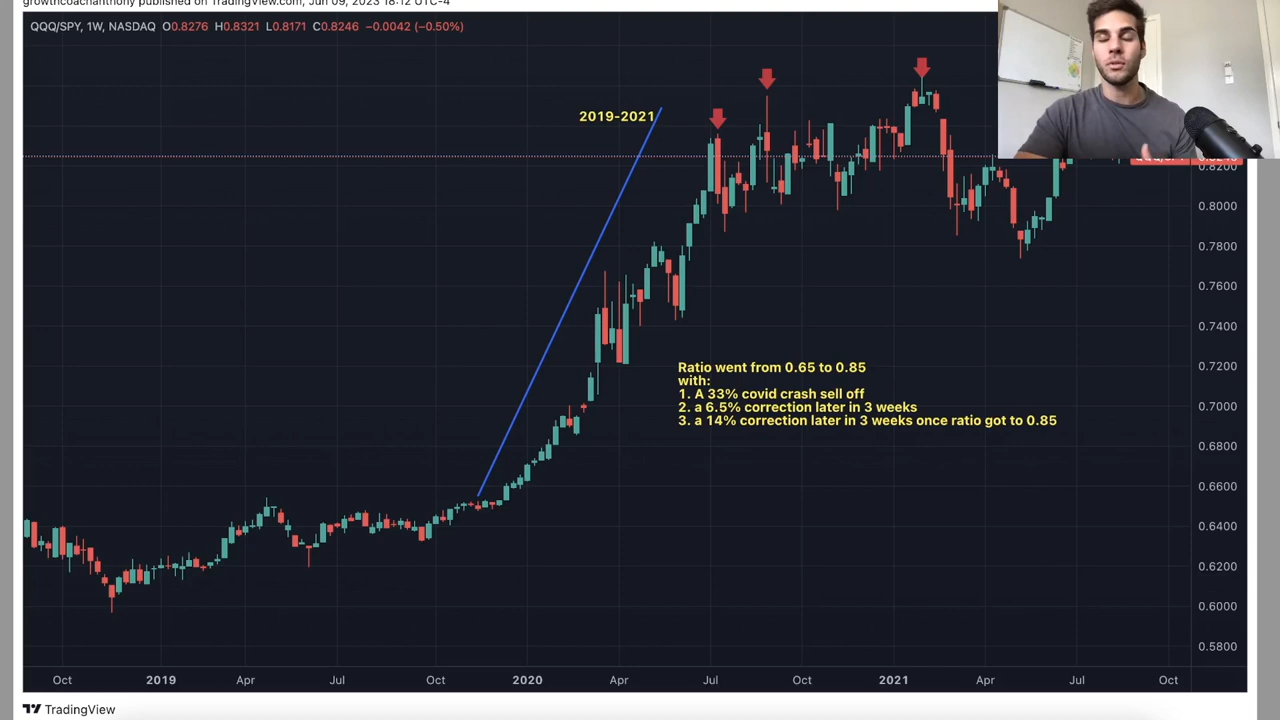 growthcoachanthony published on TradingView.com, Jun 09, 2023 18:12 UTC-4
QQQ/SPY, 1W, NASDAQ O0.8276 H0.8321 L0.8171 C0.8246 −0.0042 (−0.50%)
2019-2021
0.8200
0.8000
0.7800
0.7600
0.7400
Ratio went from 0.65 to 0.85
with:
1. A 33% covid crash sell off
2. a 6.5% correction later in 3 weeks
3. a 14% correction later in 3 weeks once ratio got to 0.85
0.7200
0.7000
0.6800
0.6600
0.6400
0.6200
0.6000
0.5800
Oct 2019 Apr Jul Oct 2020 Apr Jul Oct 2021 Apr Jul Oct
TradingView